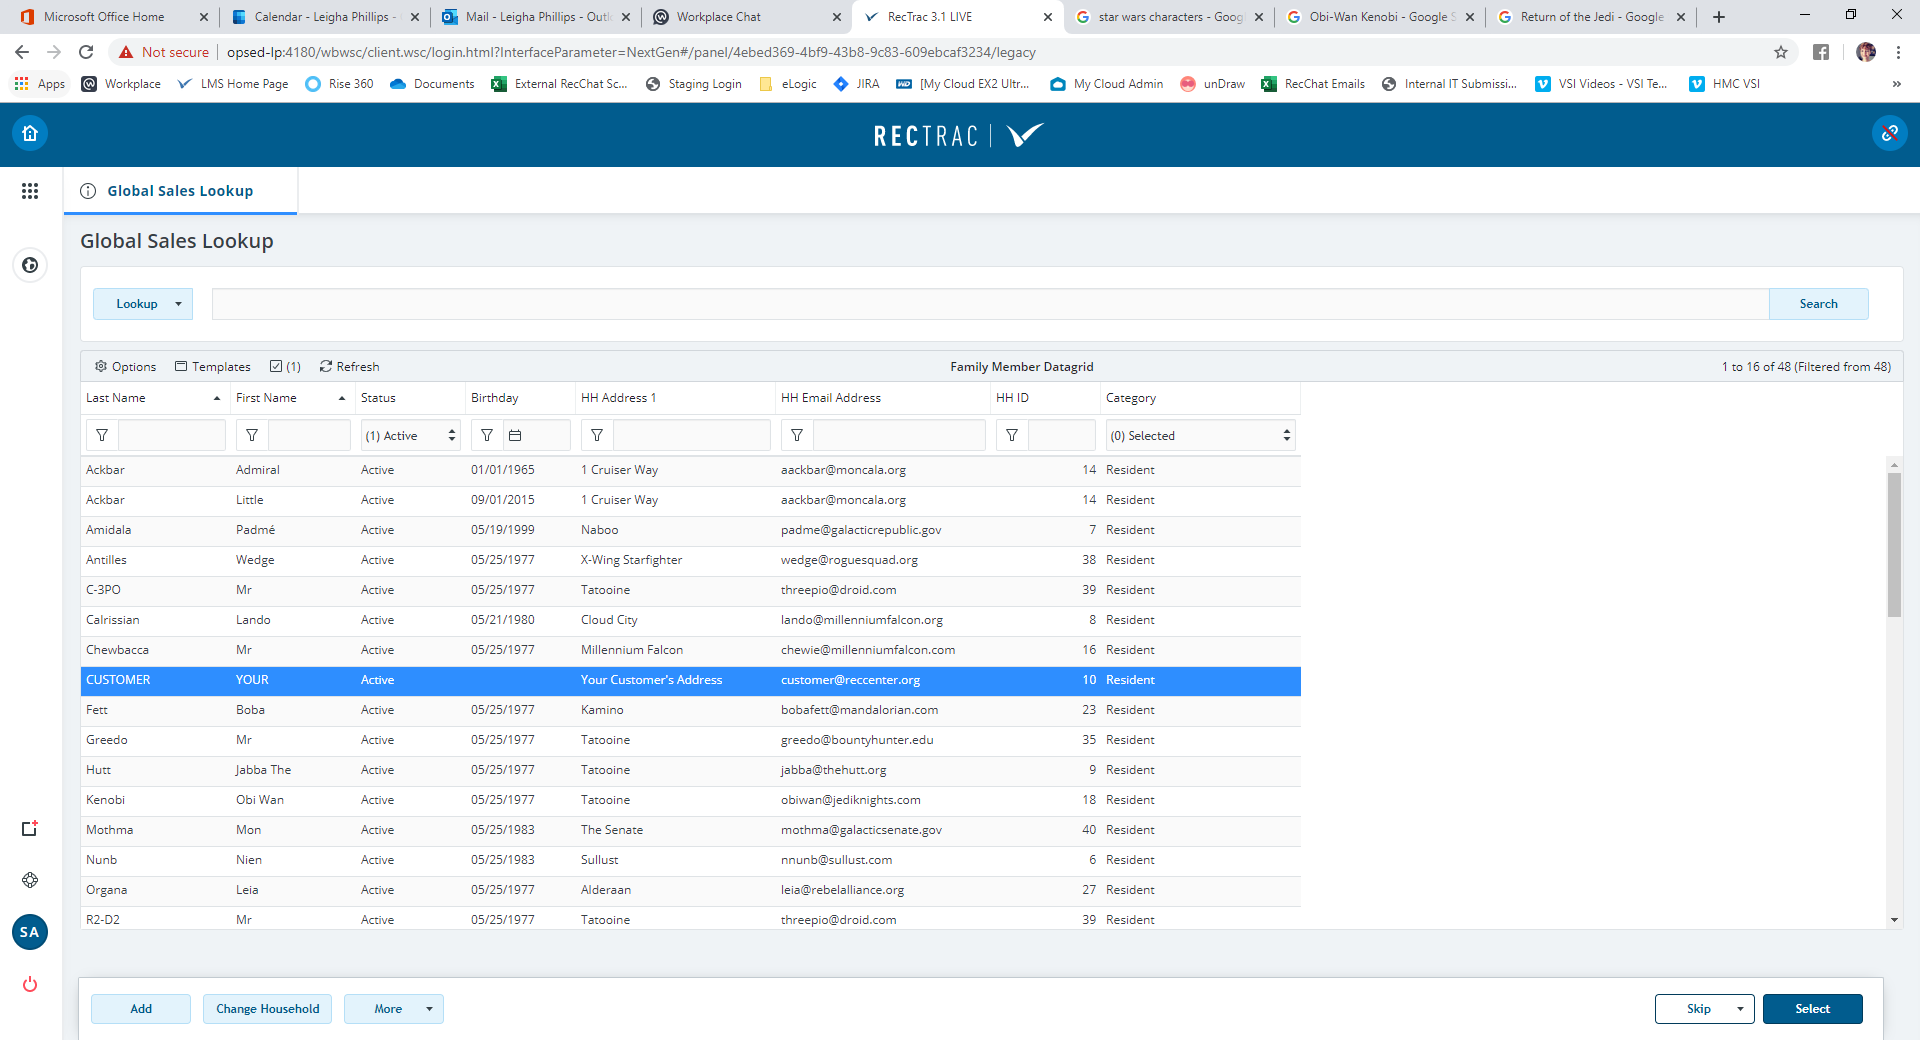 Microsoft Office Home
Calendar - Leigha Phillips -
Mail - Leigha Phillips - Outl
Workplace Chat
RecTrac 3.1 LIVE
star wars characters - Goog
Obi-Wan Kenobi - Google S
Return of the Jedi - Google
Not secure
opsed-lp:4180/wbwsc/client.wsc/login.html?InterfaceParameter=NextGen#/panel/4ebed369-4bf9-43b8-9c83-609ebcaf3234/legacy
Apps
Workplace
LMS Home Page
Rise 360
Documents
External RecChat Sc...
Staging Login
eLogic
JIRA
[My Cloud EX2 Ultr...
My Cloud Admin
unDraw
RecChat Emails
Internal IT Submissi...
VSI Videos - VSI Te...
HMC VSI
RECTRAC
Global Sales Lookup
Global Sales Lookup
Lookup
Search
Options Templates (1) Refresh Family Member Datagrid 1 to 16 of 48 (Filtered from 48)
Last Name First Name Status Birthday HH Address 1 HH Email Address HH ID Category
(1) Active (0) Selected
Ackbar Admiral Active 01/01/1965 1 Cruiser Way aackbar@moncala.org 14 Resident
Ackbar Little Active 09/01/2015 1 Cruiser Way aackbar@moncala.org 14 Resident
Amidala Padmé Active 05/19/1999 Naboo padme@galacticrepublic.gov 7 Resident
Antilles Wedge Active 05/25/1977 X-Wing Starfighter wedge@roguesquad.org 38 Resident
C-3PO Mr Active 05/25/1977 Tatooine threepio@droid.com 39 Resident
Calrissian Lando Active 05/21/1980 Cloud City lando@millenniumfalcon.org 8 Resident
Chewbacca Mr Active 05/25/1977 Millennium Falcon chewie@millenniumfalcon.com 16 Resident
CUSTOMER YOUR Active Your Customer's Address customer@reccenter.org 10 Resident
Fett Boba Active 05/25/1977 Kamino bobafett@mandalorian.com 23 Resident
Greedo Mr Active 05/25/1977 Tatooine greedo@bountyhunter.edu 35 Resident
Hutt Jabba The Active 05/25/1977 Tatooine jabba@thehutt.org 9 Resident
Kenobi Obi Wan Active 05/25/1977 Tatooine obiwan@jediknights.com 18 Resident
Mothma Mon Active 05/25/1983 The Senate mothma@galacticsenate.gov 40 Resident
Nunb Nien Active 05/25/1983 Sullust nnunb@sullust.com 6 Resident
Organa Leia Active 05/25/1977 Alderaan leia@rebelalliance.org 27 Resident
R2-D2 Mr Active 05/25/1977 Tatooine threepio@droid.com 39 Resident
SA
Add
Change Household
More
Skip
Select